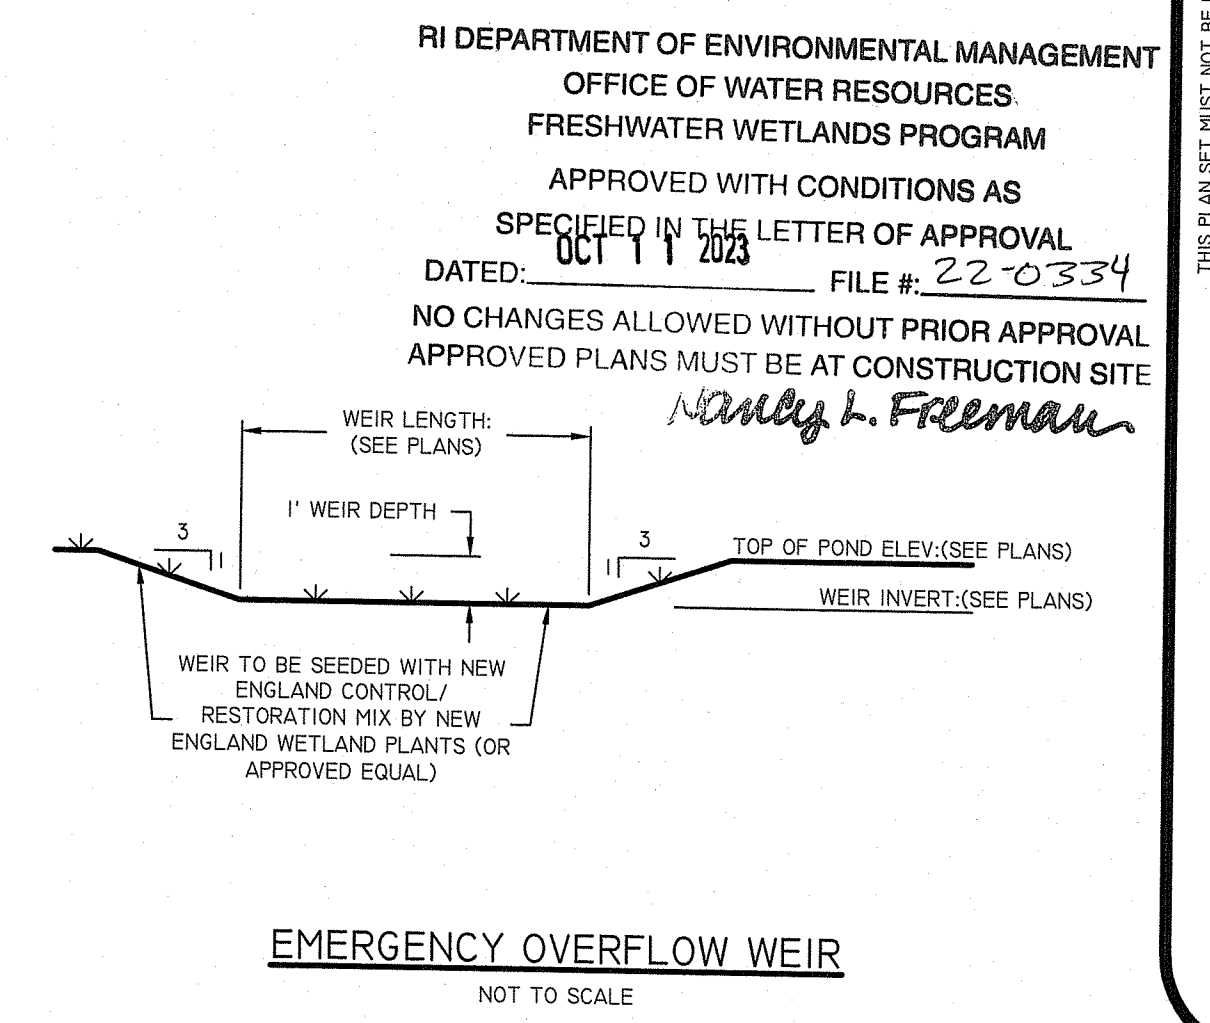 RI DEPARTMENT OF ENVIRONMENTAL MANAGEMENT
OFFICE OF WATER RESOURCES
FRESHWATER WETLANDS PROGRAM
APPROVED WITH CONDITIONS AS
SPECIFIED IN THE LETTER OF APPROVAL
DATED: OCT 11 2023 FILE #: 22-0334
NO CHANGES ALLOWED WITHOUT PRIOR APPROVAL
APPROVED PLANS MUST BE AT CONSTRUCTION SITE
Nancy L. Freeman
THIS PLAN SET MUST NOT BE
WEIR LENGTH:
(SEE PLANS)
1' WEIR DEPTH
3
1
3
1
TOP OF POND ELEV:(SEE PLANS)
WEIR INVERT:(SEE PLANS)
WEIR TO BE SEEDED WITH NEW
ENGLAND CONTROL/
RESTORATION MIX BY NEW
ENGLAND WETLAND PLANTS (OR
APPROVED EQUAL)
EMERGENCY OVERFLOW WEIR
NOT TO SCALE